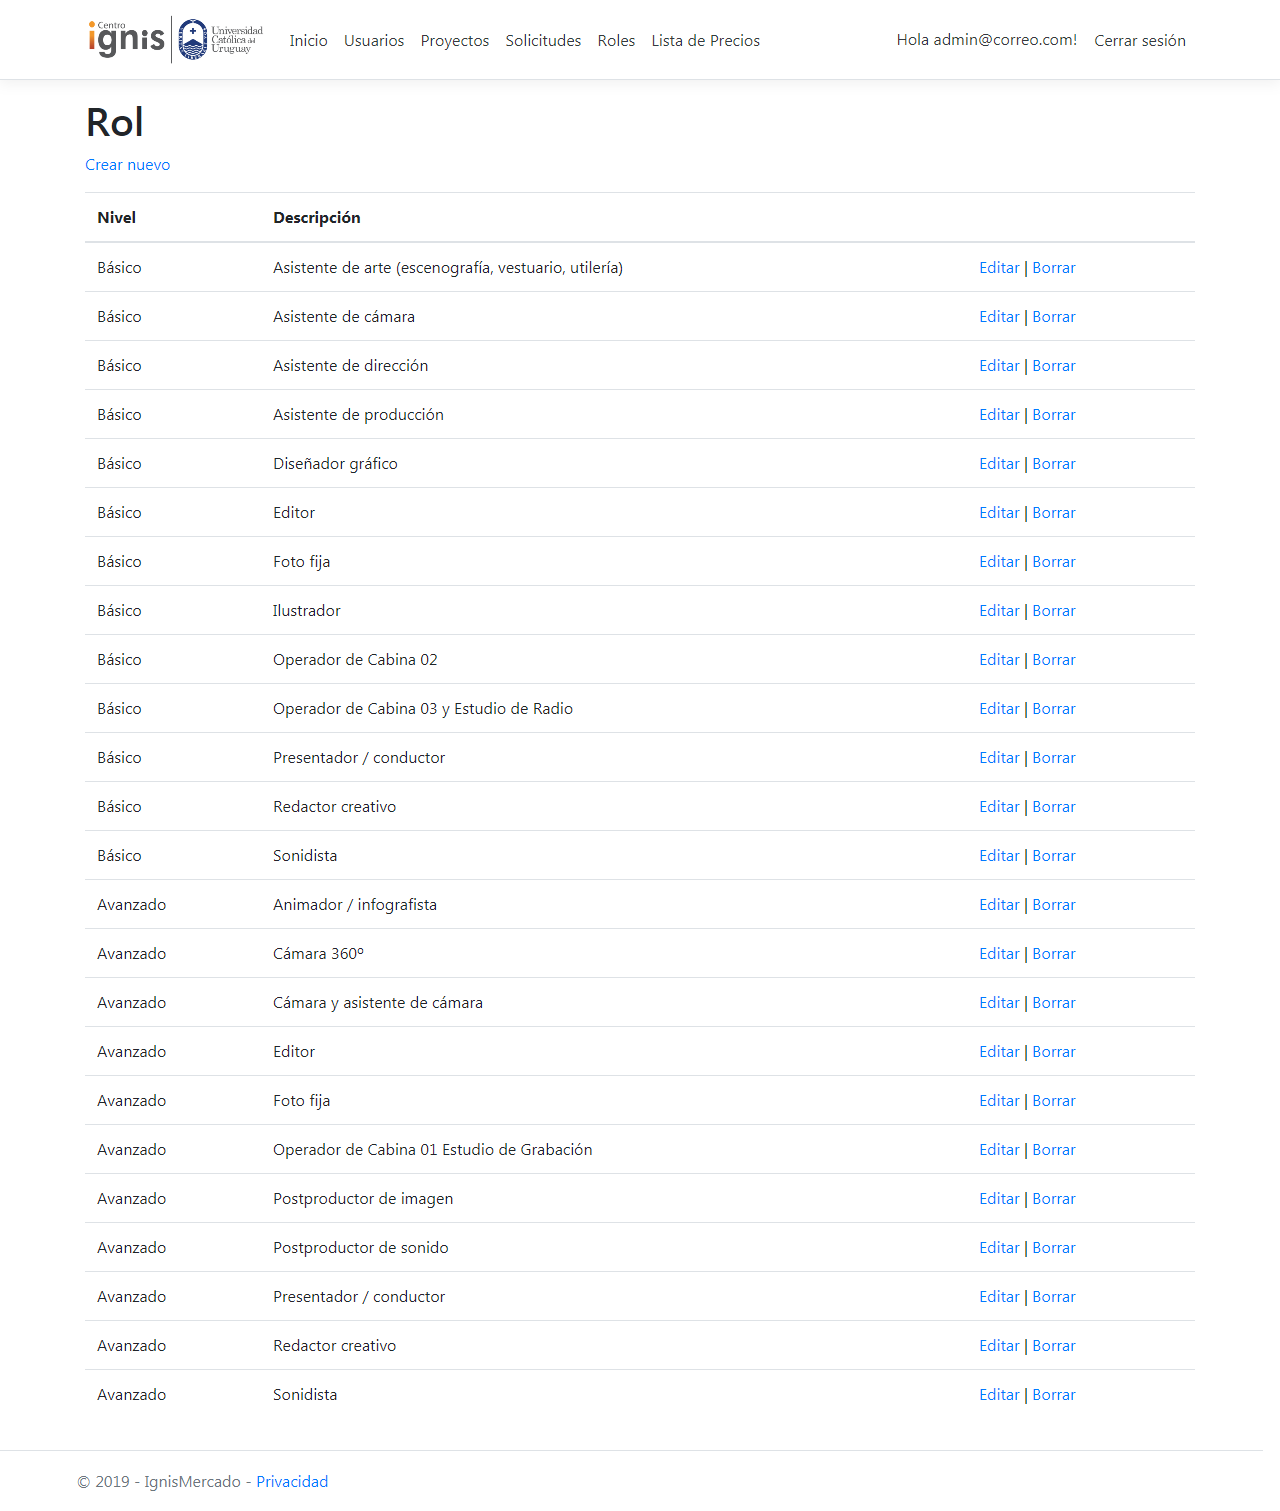 Centro
ignis
Universidad
Católica del
Uruguay
Inicio Usuarios Proyectos Solicitudes Roles Lista de Precios Hola admin@correo.com! Cerrar sesión
Rol
Crear nuevo
Nivel Descripción
Básico Asistente de arte (escenografía, vestuario, utilería) Editar | Borrar
Básico Asistente de cámara Editar | Borrar
Básico Asistente de dirección Editar | Borrar
Básico Asistente de producción Editar | Borrar
Básico Diseñador gráfico Editar | Borrar
Básico Editor Editar | Borrar
Básico Foto fija Editar | Borrar
Básico Ilustrador Editar | Borrar
Básico Operador de Cabina 02 Editar | Borrar
Básico Operador de Cabina 03 y Estudio de Radio Editar | Borrar
Básico Presentador / conductor Editar | Borrar
Básico Redactor creativo Editar | Borrar
Básico Sonidista Editar | Borrar
Avanzado Animador / infografista Editar | Borrar
Avanzado Cámara 360º Editar | Borrar
Avanzado Cámara y asistente de cámara Editar | Borrar
Avanzado Editor Editar | Borrar
Avanzado Foto fija Editar | Borrar
Avanzado Operador de Cabina 01 Estudio de Grabación Editar | Borrar
Avanzado Postproductor de imagen Editar | Borrar
Avanzado Postproductor de sonido Editar | Borrar
Avanzado Presentador / conductor Editar | Borrar
Avanzado Redactor creativo Editar | Borrar
Avanzado Sonidista Editar | Borrar
© 2019 - IgnisMercado - Privacidad